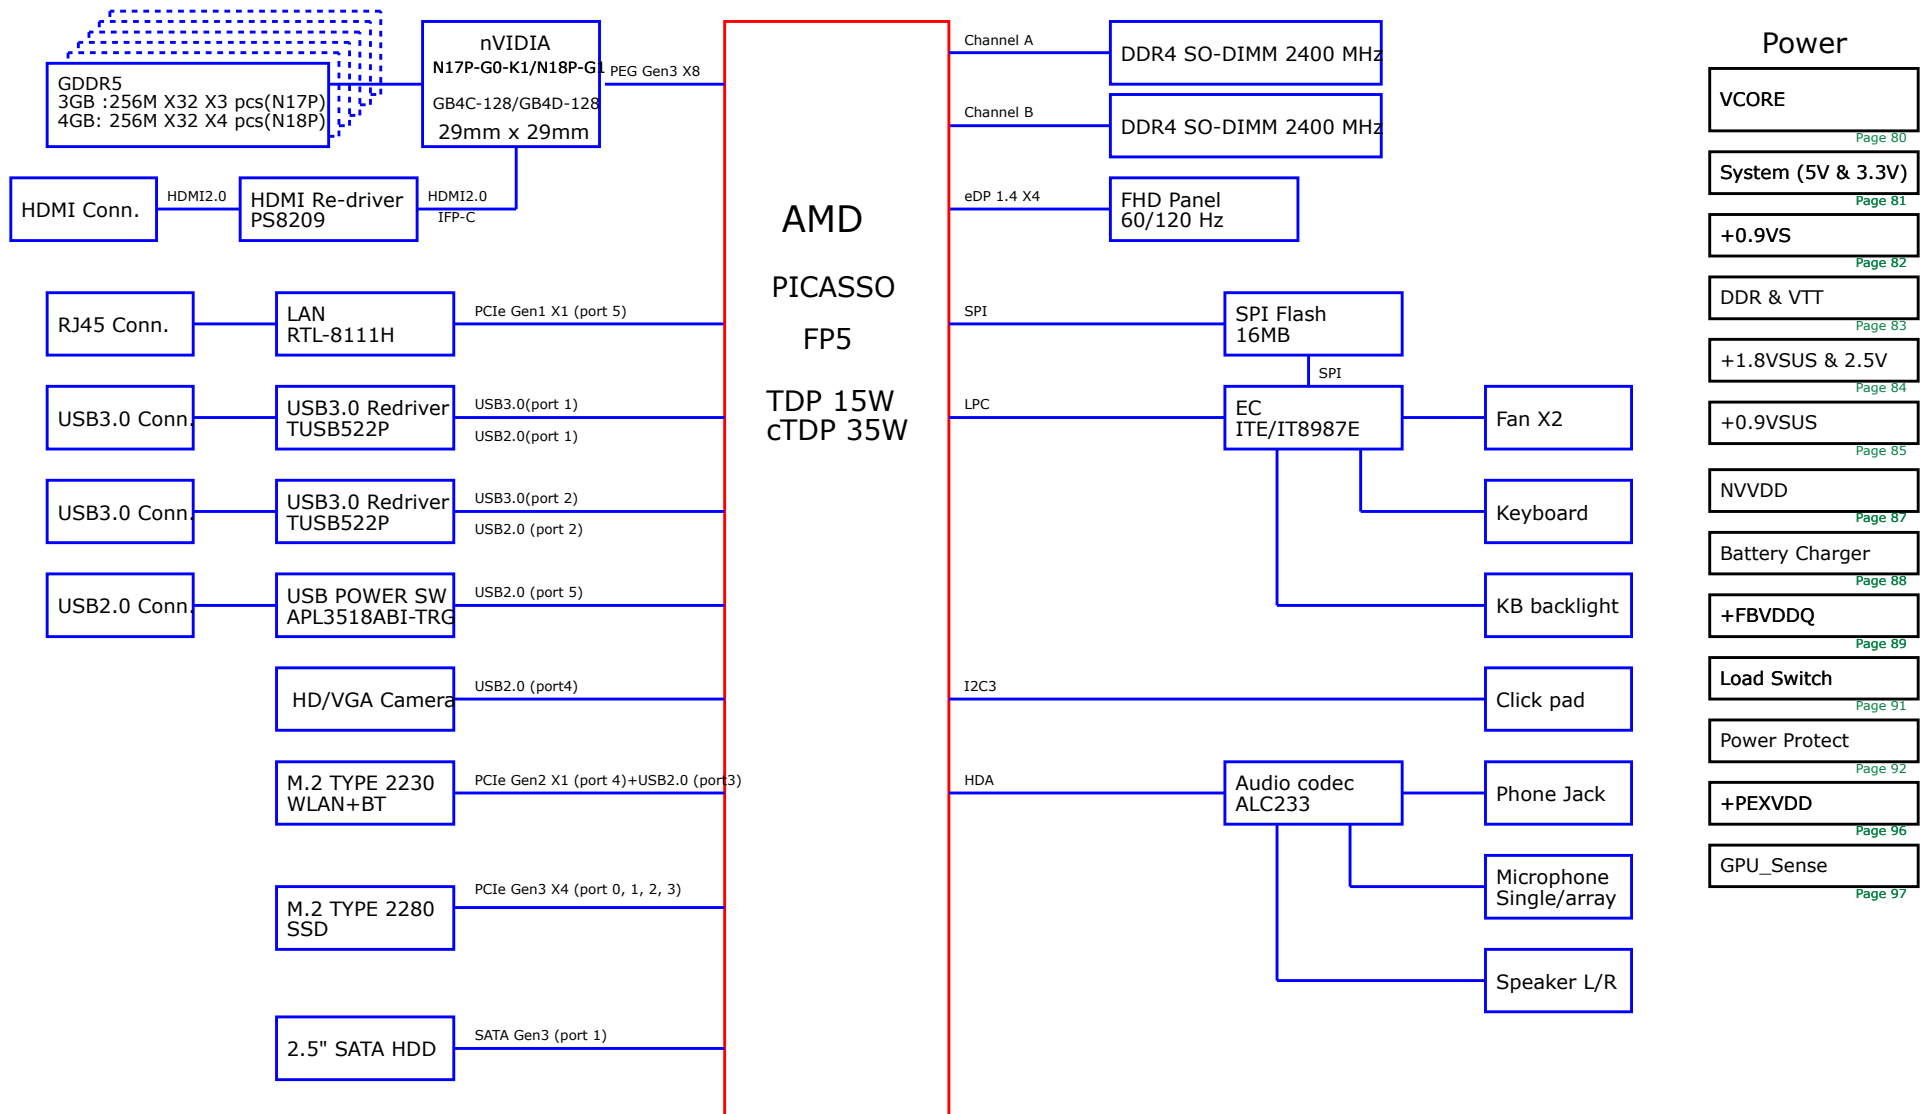 nVIDIA
N17P-G0-K1/N18P-G1
GB4C-128/GB4D-128
29mm x 29mm
GDDR5
3GB :256M X32 X3 pcs(N17P)
4GB: 256M X32 X4 pcs(N18P)
PEG Gen3 X8
HDMI Conn.
HDMI2.0
HDMI Re-driver
PS8209
HDMI2.0
IFP-C
RJ45 Conn.
LAN
RTL-8111H
PCIe Gen1 X1 (port 5)
USB3.0 Conn.
USB3.0 Redriver
TUSB522P
USB3.0(port 1)
USB2.0(port 1)
USB3.0 Conn.
USB3.0 Redriver
TUSB522P
USB3.0(port 2)
USB2.0 (port 2)
USB2.0 Conn.
USB POWER SW
APL3518ABI-TRG
USB2.0 (port 5)
HD/VGA Camera
USB2.0 (port4)
M.2 TYPE 2230
WLAN+BT
PCIe Gen2 X1 (port 4)+USB2.0 (port3)
M.2 TYPE 2280
SSD
PCIe Gen3 X4 (port 0, 1, 2, 3)
2.5" SATA HDD
SATA Gen3 (port 1)
AMD
PICASSO
FP5
TDP 15W
cTDP 35W
Channel A
DDR4 SO-DIMM 2400 MHz
Channel B
DDR4 SO-DIMM 2400 MHz
eDP 1.4 X4
FHD Panel
60/120 Hz
SPI
SPI Flash
16MB
SPI
LPC
EC
ITE/IT8987E
Fan X2
Keyboard
KB backlight
I2C3
Click pad
HDA
Audio codec
ALC233
Phone Jack
Microphone
Single/array
Speaker L/R
Power
VCORE
Page 80
System (5V & 3.3V)
Page 81
+0.9VS
Page 82
DDR & VTT
Page 83
+1.8VSUS & 2.5V
Page 84
+0.9VSUS
Page 85
NVVDD
Page 87
Battery Charger
Page 88
+FBVDDQ
Page 89
Load Switch
Page 91
Power Protect
Page 92
+PEXVDD
Page 96
GPU_Sense
Page 97